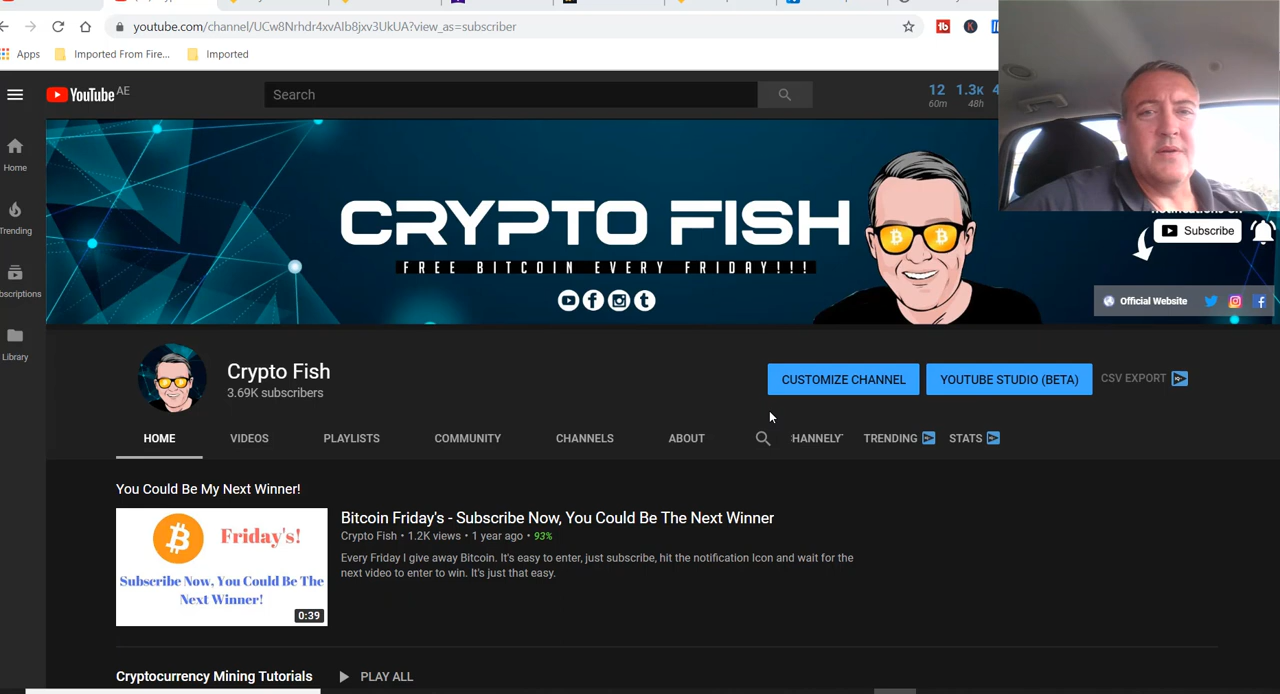 youtube.com/channel/UCw8Nrhdr4xvAIb8jxv3UkUA?view_as=subscriber
Apps Imported From Fire... Imported
YouTube AE
Search
12 1.3K 4
60m 48h
Home
Trending
bscriptions
Library
CRYPTO FISH
FREE BITCOIN EVERY FRIDAY!!!
Subscribe
Official Website
Crypto Fish
3.69K subscribers
CUSTOMIZE CHANNEL YOUTUBE STUDIO (BETA) CSV EXPORT
HOME VIDEOS PLAYLISTS COMMUNITY CHANNELS ABOUT HANNELY TRENDING STATS
You Could Be My Next Winner!
Friday's!
Subscribe Now, You Could Be The
Next Winner!
0:39
Bitcoin Friday's - Subscribe Now, You Could Be The Next Winner
Crypto Fish • 1.2K views • 1 year ago • 93%
Every Friday I give away Bitcoin. It's easy to enter, just subscribe, hit the notification Icon and wait for the
next video to enter to win. It's just that easy.
Cryptocurrency Mining Tutorials PLAY ALL